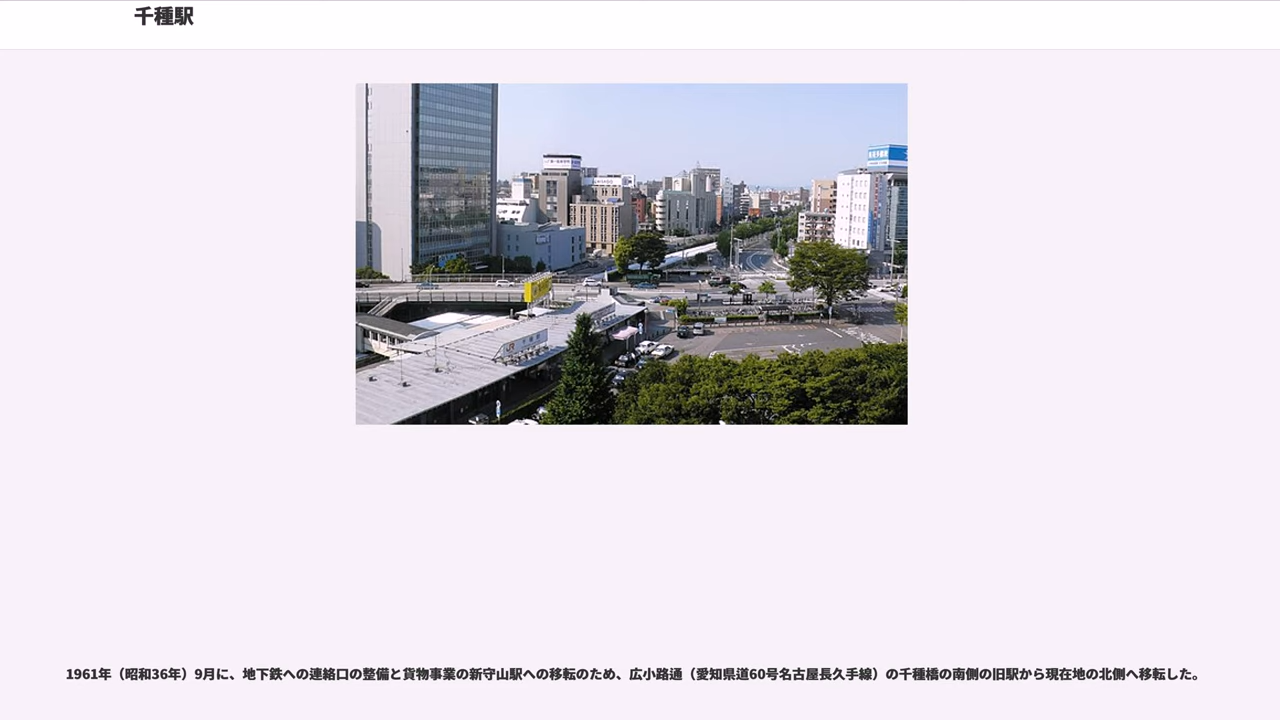 千種駅
1961年（昭和36年）9月に、地下鉄への連絡口の整備と貨物事業の新守山駅への移転のため、広小路通（愛知県道60号名古屋長久手線）の千種橋の南側の旧駅から現在地の北側へ移転した。